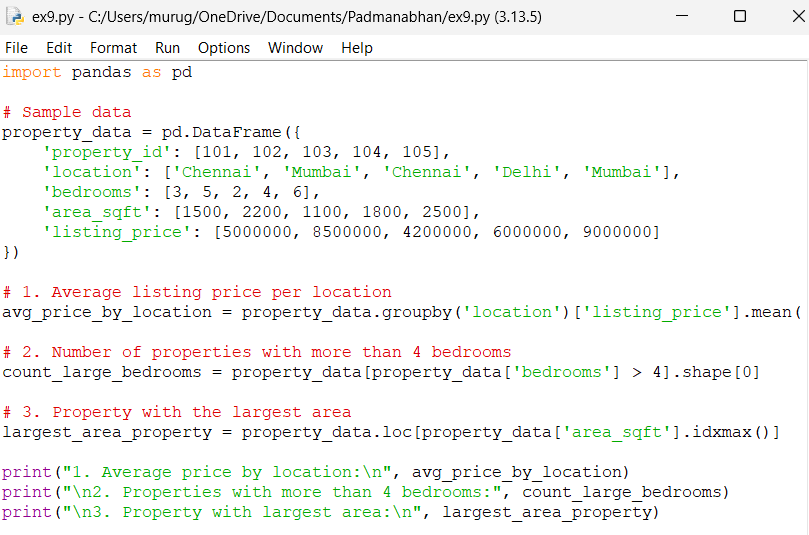 ex9.py - C:/Users/murug/OneDrive/Documents/Padmanabhan/ex9.py (3.13.5)
File Edit Format Run Options Window Help
import pandas as pd
# Sample data
property_data = pd.DataFrame({
    'property_id': [101, 102, 103, 104, 105],
    'location': ['Chennai', 'Mumbai', 'Chennai', 'Delhi', 'Mumbai'],
    'bedrooms': [3, 5, 2, 4, 6],
    'area_sqft': [1500, 2200, 1100, 1800, 2500],
    'listing_price': [5000000, 8500000, 4200000, 6000000, 9000000]
})
# 1. Average listing price per location
avg_price_by_location = property_data.groupby('location')['listing_price'].mean(
# 2. Number of properties with more than 4 bedrooms
count_large_bedrooms = property_data[property_data['bedrooms'] > 4].shape[0]
# 3. Property with the largest area
largest_area_property = property_data.loc[property_data['area_sqft'].idxmax()]
print("1. Average price by location:\n", avg_price_by_location)
print("\n2. Properties with more than 4 bedrooms:", count_large_bedrooms)
print("\n3. Property with largest area:\n", largest_area_property)